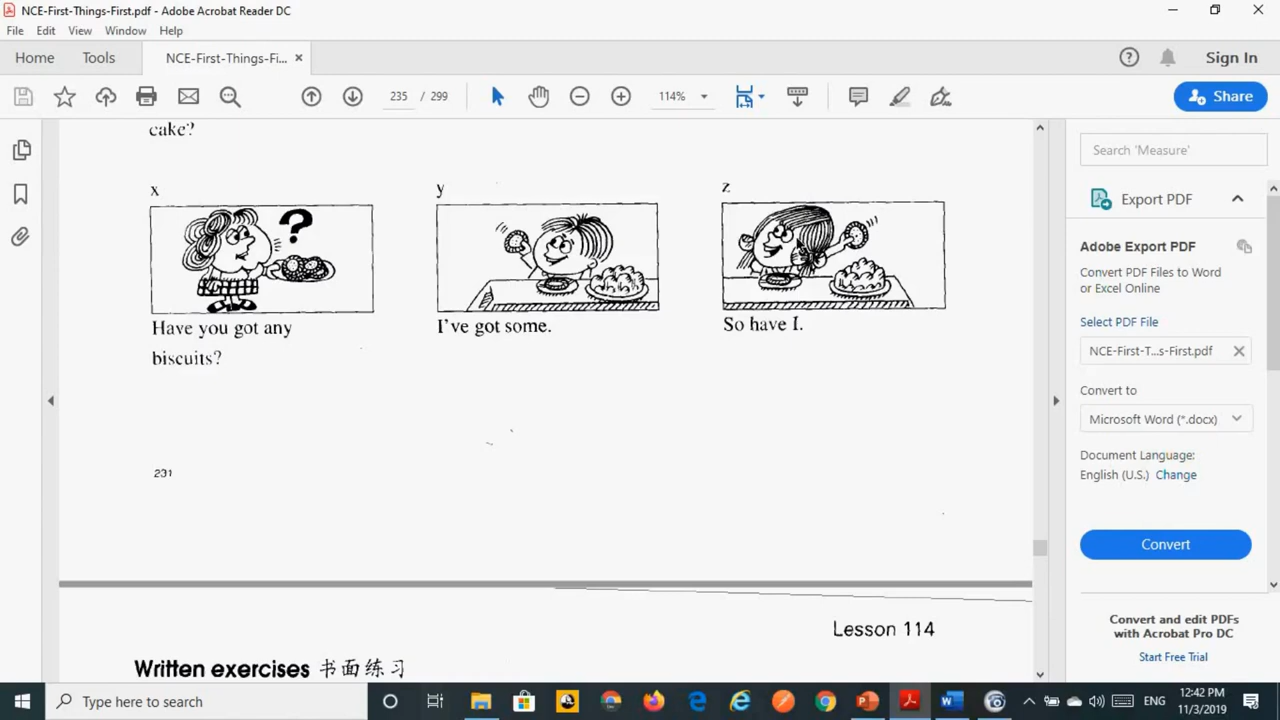 NCE-First-Things-First.pdf - Adobe Acrobat Reader DC
File Edit View Window Help
Home Tools NCE-First-Things-Fi... × Sign In
235 / 299 114% Share
cake?
x y z
?
Have you got any I've got some. So have I.
biscuits?
231
Lesson 114
Written exercises 书面练习
Search 'Measure'
Export PDF
Adobe Export PDF
Convert PDF Files to Word
or Excel Online
Select PDF File
NCE-First-T...s-First.pdf
Convert to
Microsoft Word (*.docx)
Document Language:
English (U.S.) Change
Convert
Convert and edit PDFs
with Acrobat Pro DC
Start Free Trial
Type here to search
ENG
12:42 PM
11/3/2019